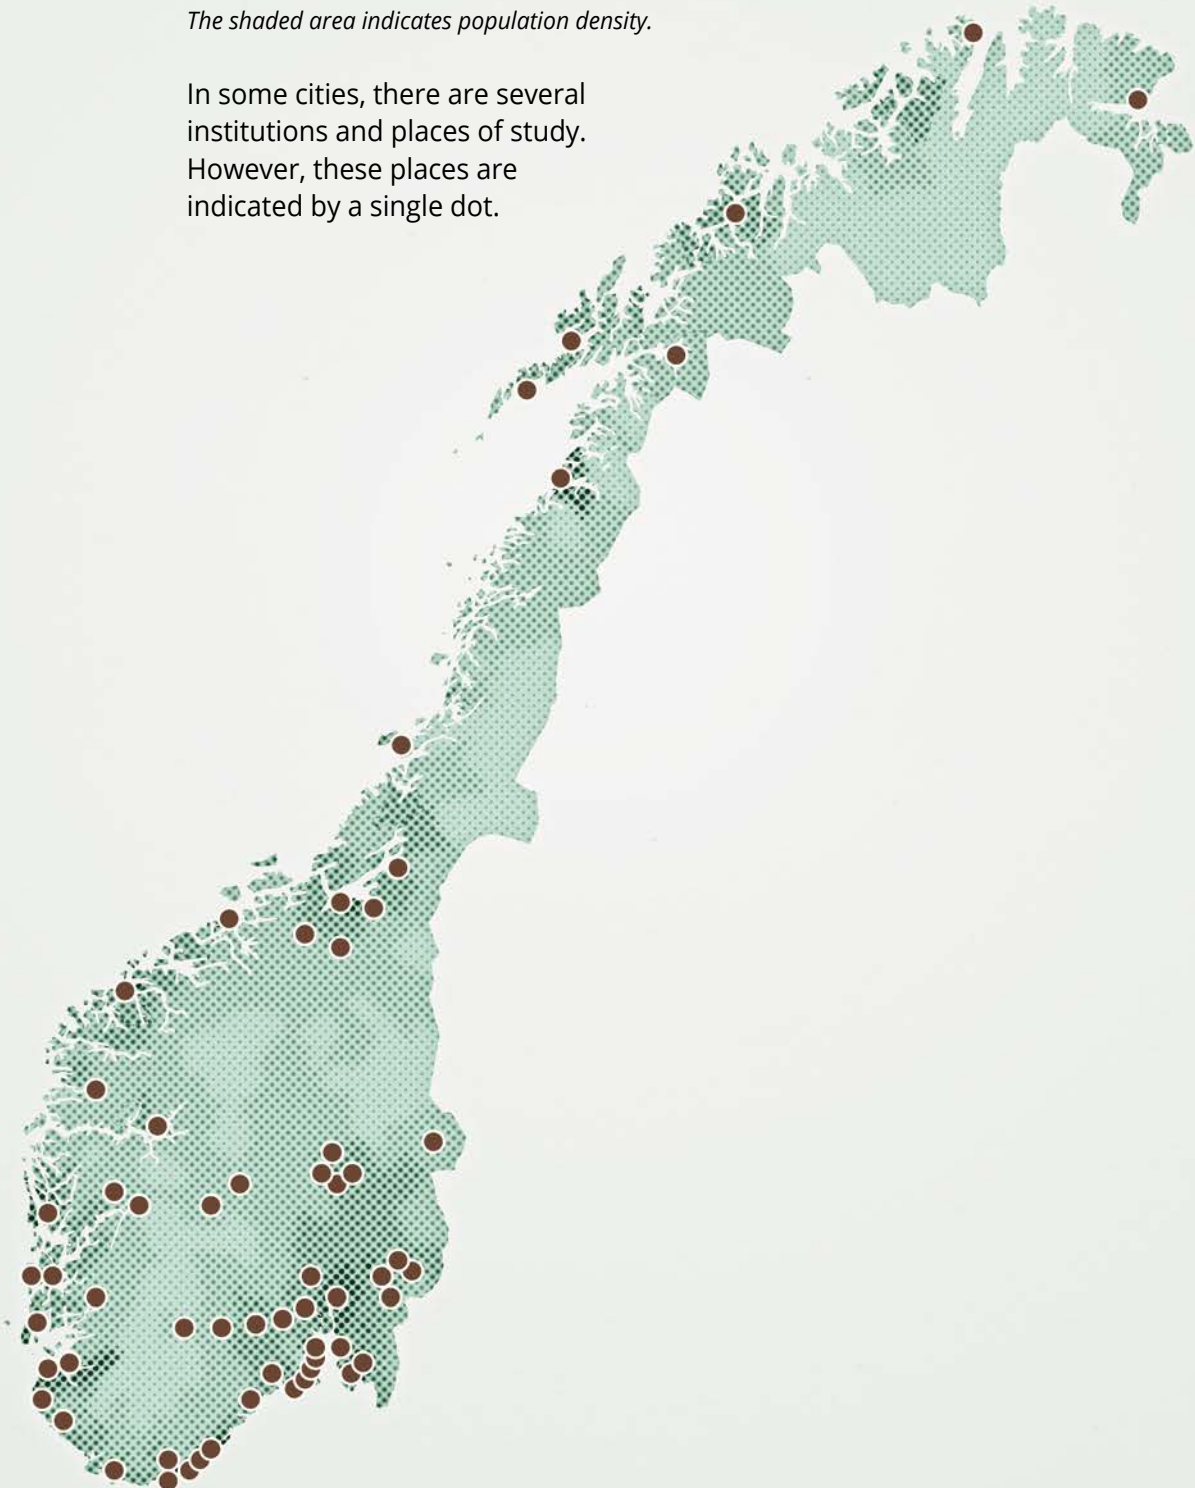 The shaded area indicates population density.
In some cities, there are several
institutions and places of study.
However, these places are
indicated by a single dot.